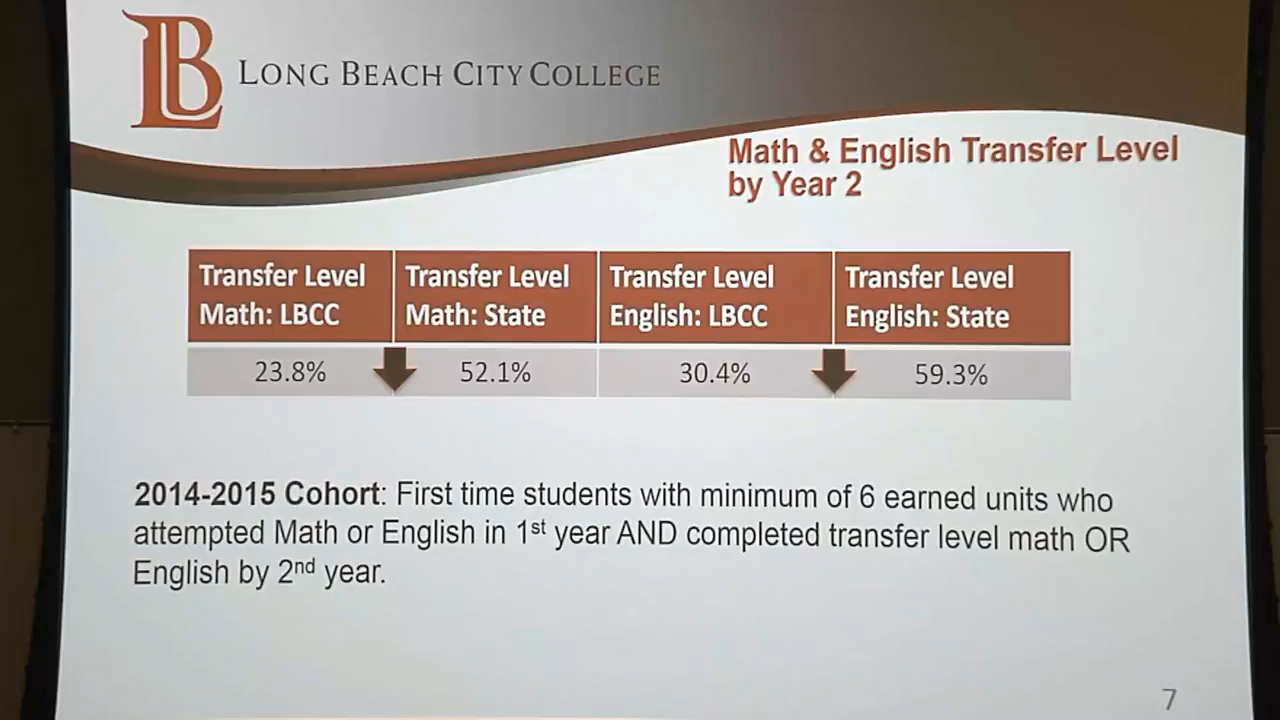 LB LONG BEACH CITY COLLEGE
Math & English Transfer Level
by Year 2
Transfer Level Transfer Level Transfer Level Transfer Level
Math: LBCC Math: State English: LBCC English: State
23.8% 52.1% 30.4% 59.3%
2014-2015 Cohort: First time students with minimum of 6 earned units who
attempted Math or English in 1st year AND completed transfer level math OR
English by 2nd year.
7